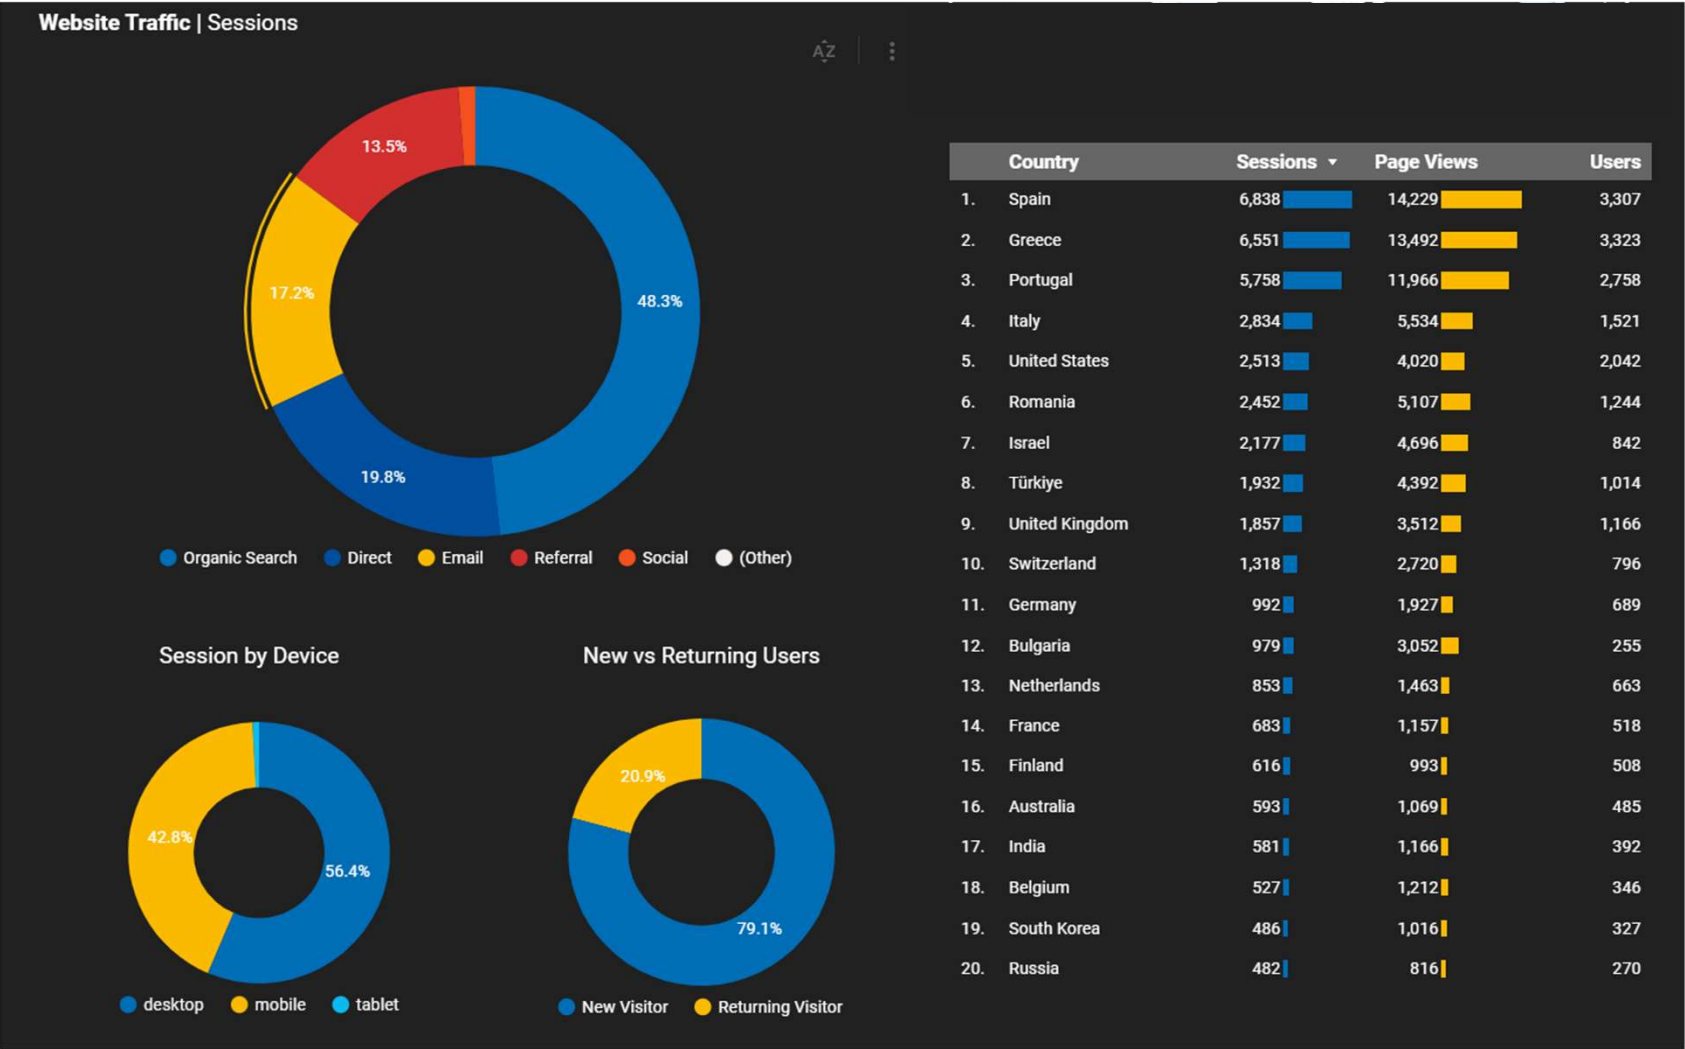 Website Traffic | Sessions
AZ
13.5%
17.2%
48.3%
19.8%
Organic Search Direct Email Referral Social (Other)
Session by Device
42.8%
56.4%
desktop mobile tablet
New vs Returning Users
20.9%
79.1%
New Visitor Returning Visitor
Country Sessions Page Views Users
1. Spain 6,838 14,229 3,307
2. Greece 6,551 13,492 3,323
3. Portugal 5,758 11,966 2,758
4. Italy 2,834 5,534 1,521
5. United States 2,513 4,020 2,042
6. Romania 2,452 5,107 1,244
7. Israel 2,177 4,696 842
8. Türkiye 1,932 4,392 1,014
9. United Kingdom 1,857 3,512 1,166
10. Switzerland 1,318 2,720 796
11. Germany 992 1,927 689
12. Bulgaria 979 3,052 255
13. Netherlands 853 1,463 663
14. France 683 1,157 518
15. Finland 616 993 508
16. Australia 593 1,069 485
17. India 581 1,166 392
18. Belgium 527 1,212 346
19. South Korea 486 1,016 327
20. Russia 482 816 270